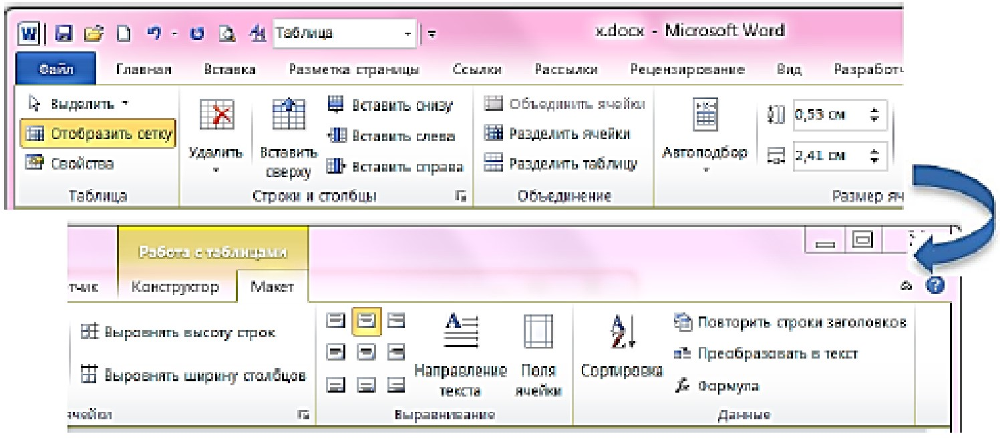 Таблица
x.docx - Microsoft Word
Файл Главная Вставка Разметка страницы Ссылки Рассылки Рецензирование Вид Разработч
Выделить
Отобразить сетку
Свойства
Таблица
Удалить
Вставить сверху
Вставить снизу
Вставить слева
Вставить справа
Строки и столбцы
Объединить ячейки
Разделить ячейки
Разделить таблицу
Объединение
Автоподбор
0,53 см
2,41 см
Размер яч
Работа с таблицами
тчик Конструктор Макет
Выровнять высоту строк
Выровнять ширину столбцов
ячейки
Направление
текста
Поля
ячейки
Выравнивание
Сортировка
Повторить строки заголовков
Преобразовать в текст
Формула
Данные